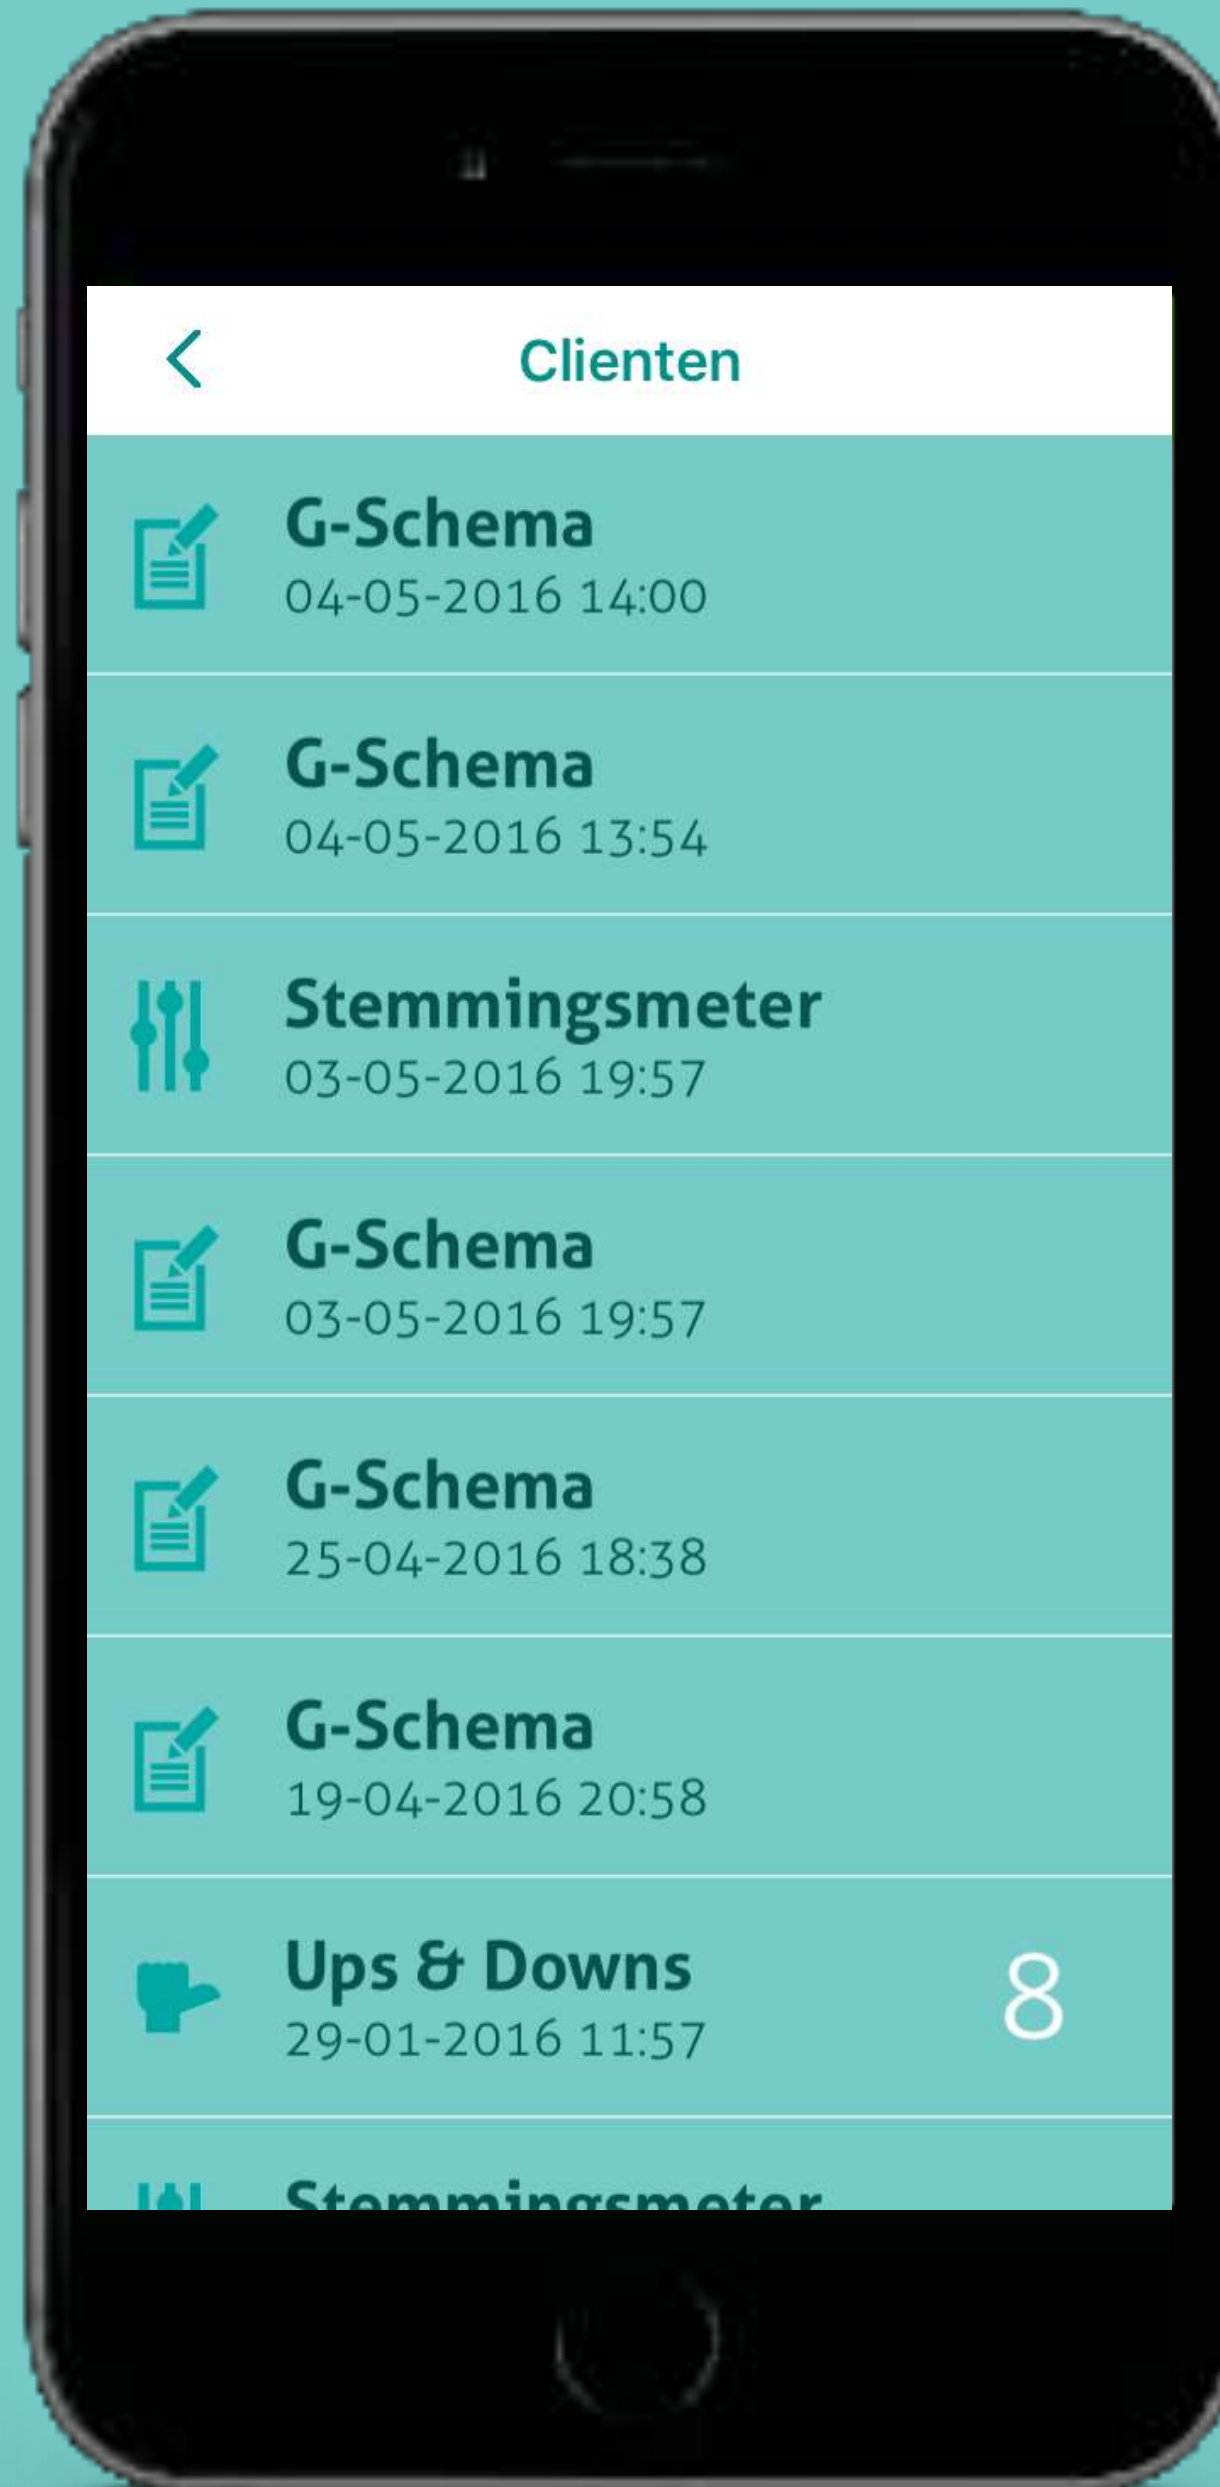 Clienten
G-Schema
04-05-2016 14:00
G-Schema
04-05-2016 13:54
Stemmingsmeter
03-05-2016 19:57
G-Schema
03-05-2016 19:57
G-Schema
25-04-2016 18:38
G-Schema
19-04-2016 20:58
Ups & Downs
29-01-2016 11:57
8
Stemmingsmeter